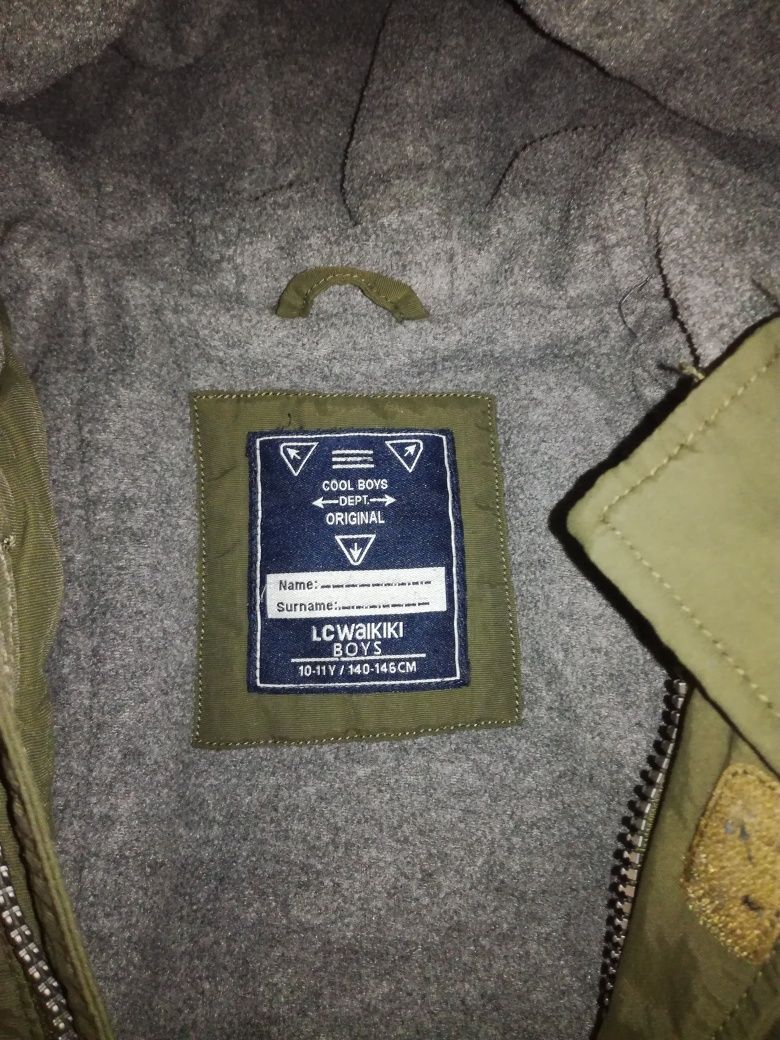 COOL BOYS
DEPT.
ORIGINAL
Name:
Surname:
LCWAIKIKI
BOYS
10-11Y / 140-146CM